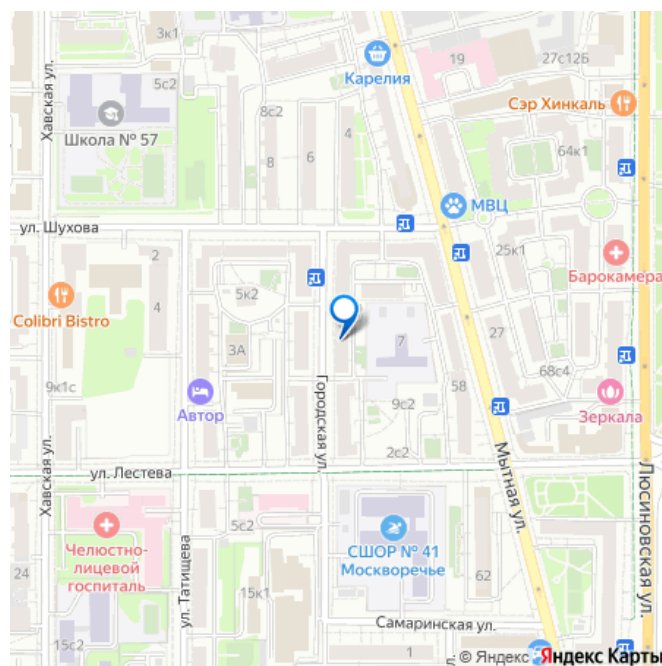 3к1
19
27с12Б
Карелия
Хавская ул.
5с2
Сэр Хинкаль
8с2
4
Школа № 57
8
6
64к1
МВЦ
ул. Шухова
2
25к1
Барокамера
5к2
4
Colibri Bistro
3А
7
27
58
68с4
9к1с
Автор
Городская ул.
9с2
Зеркала
Мытная ул.
2с2
ул. Лестева
Хавская ул.
Люсиновская ул.
5с2
Челюстно-
лицевой
госпиталь
СШОР № 41
Москворечье
24
ул. Татищева
15к1
62
Самаринская ул.
15с2
1
5.
© Яндекс Яндекс Карты